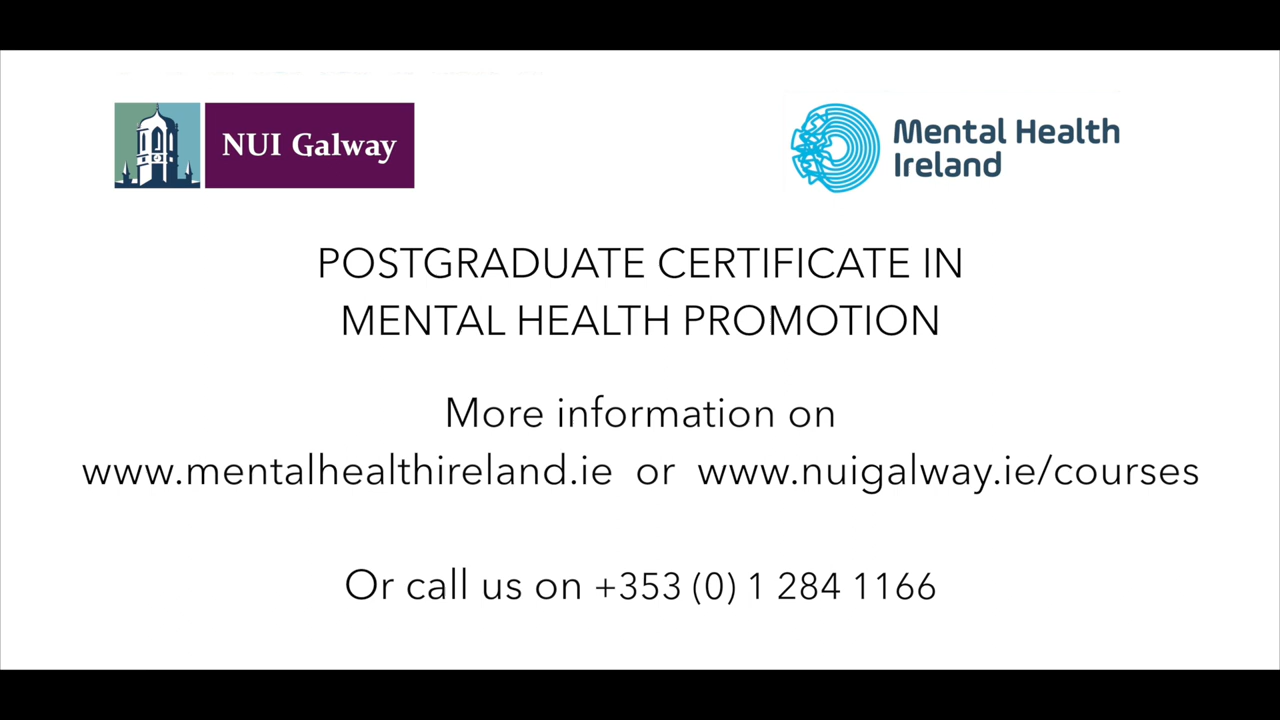 NUI Galway
Mental Health
Ireland
POSTGRADUATE CERTIFICATE IN
MENTAL HEALTH PROMOTION
More information on
www.mentalhealthireland.ie or www.nuigalway.ie/courses
Or call us on +353 (0) 1 284 1166